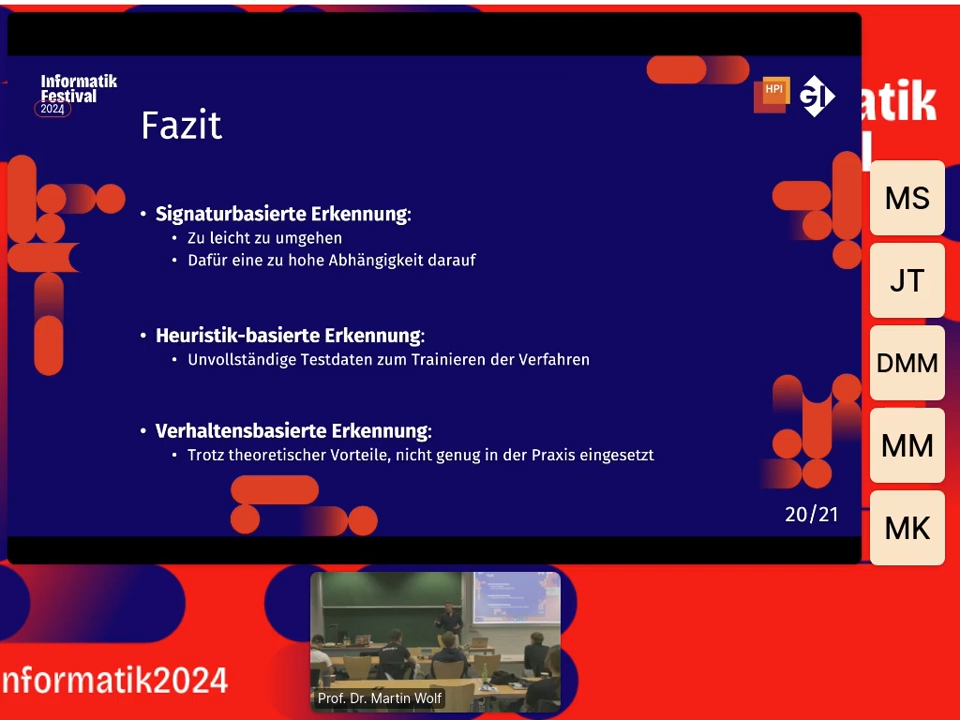 Informatik
Festival
2024
HPI
GI
Fazit
• Signaturbasierte Erkennung:
• Zu leicht zu umgehen
• Dafür eine zu hohe Abhängigkeit darauf
• Heuristik-basierte Erkennung:
• Unvollständige Testdaten zum Trainieren der Verfahren
• Verhaltensbasierte Erkennung:
• Trotz theoretischer Vorteile, nicht genug in der Praxis eingesetzt
20/21
atik
MS
JT
DMM
MM
MK
nformatik2024
Prof. Dr. Martin Wolf